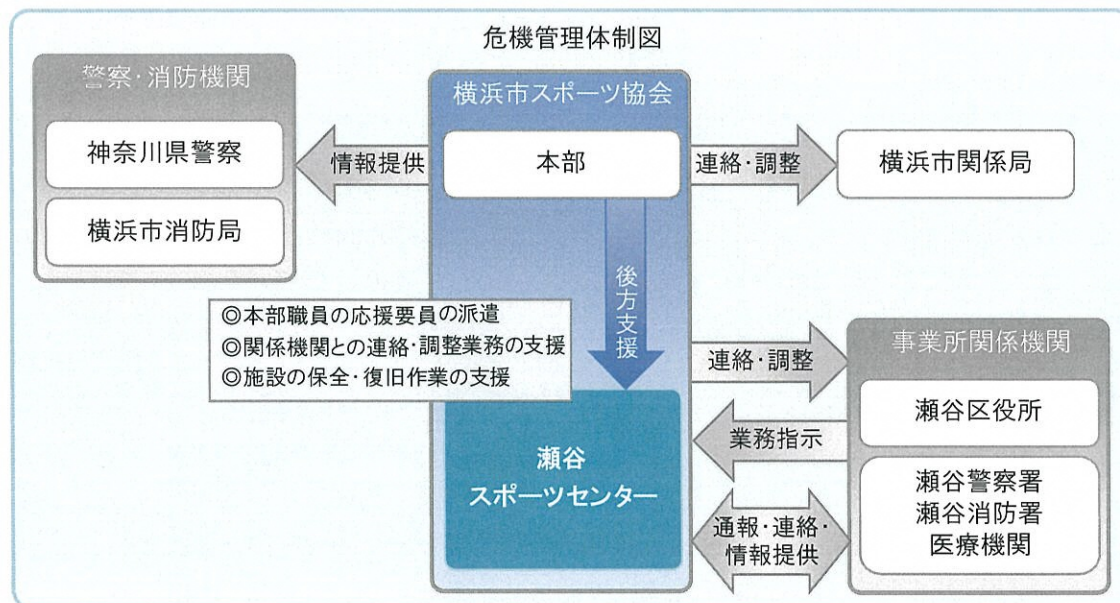 危機管理体制図
警察・消防機関
神奈川県警察
横浜市消防局
情報提供
横浜市スポーツ協会
本部
連絡・調整
横浜市関係局
後方支援
◎本部職員の応援要員の派遣
◎関係機関との連絡・調整業務の支援
◎施設の保全・復旧作業の支援
瀬谷
スポーツセンター
連絡・調整
業務指示
通報・連絡・
情報提供
事業所関係機関
瀬谷区役所
瀬谷警察署
瀬谷消防署
医療機関